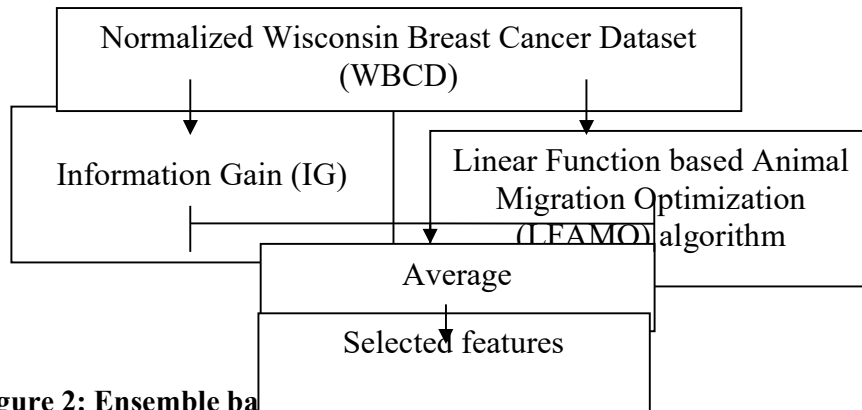 Normalized Wisconsin Breast Cancer Dataset
(WBCD)
Information Gain (IG)
Linear Function based Animal
Migration Optimization
(LFAMO) algorithm
Average
Selected features
gure 2: Ensemble ba